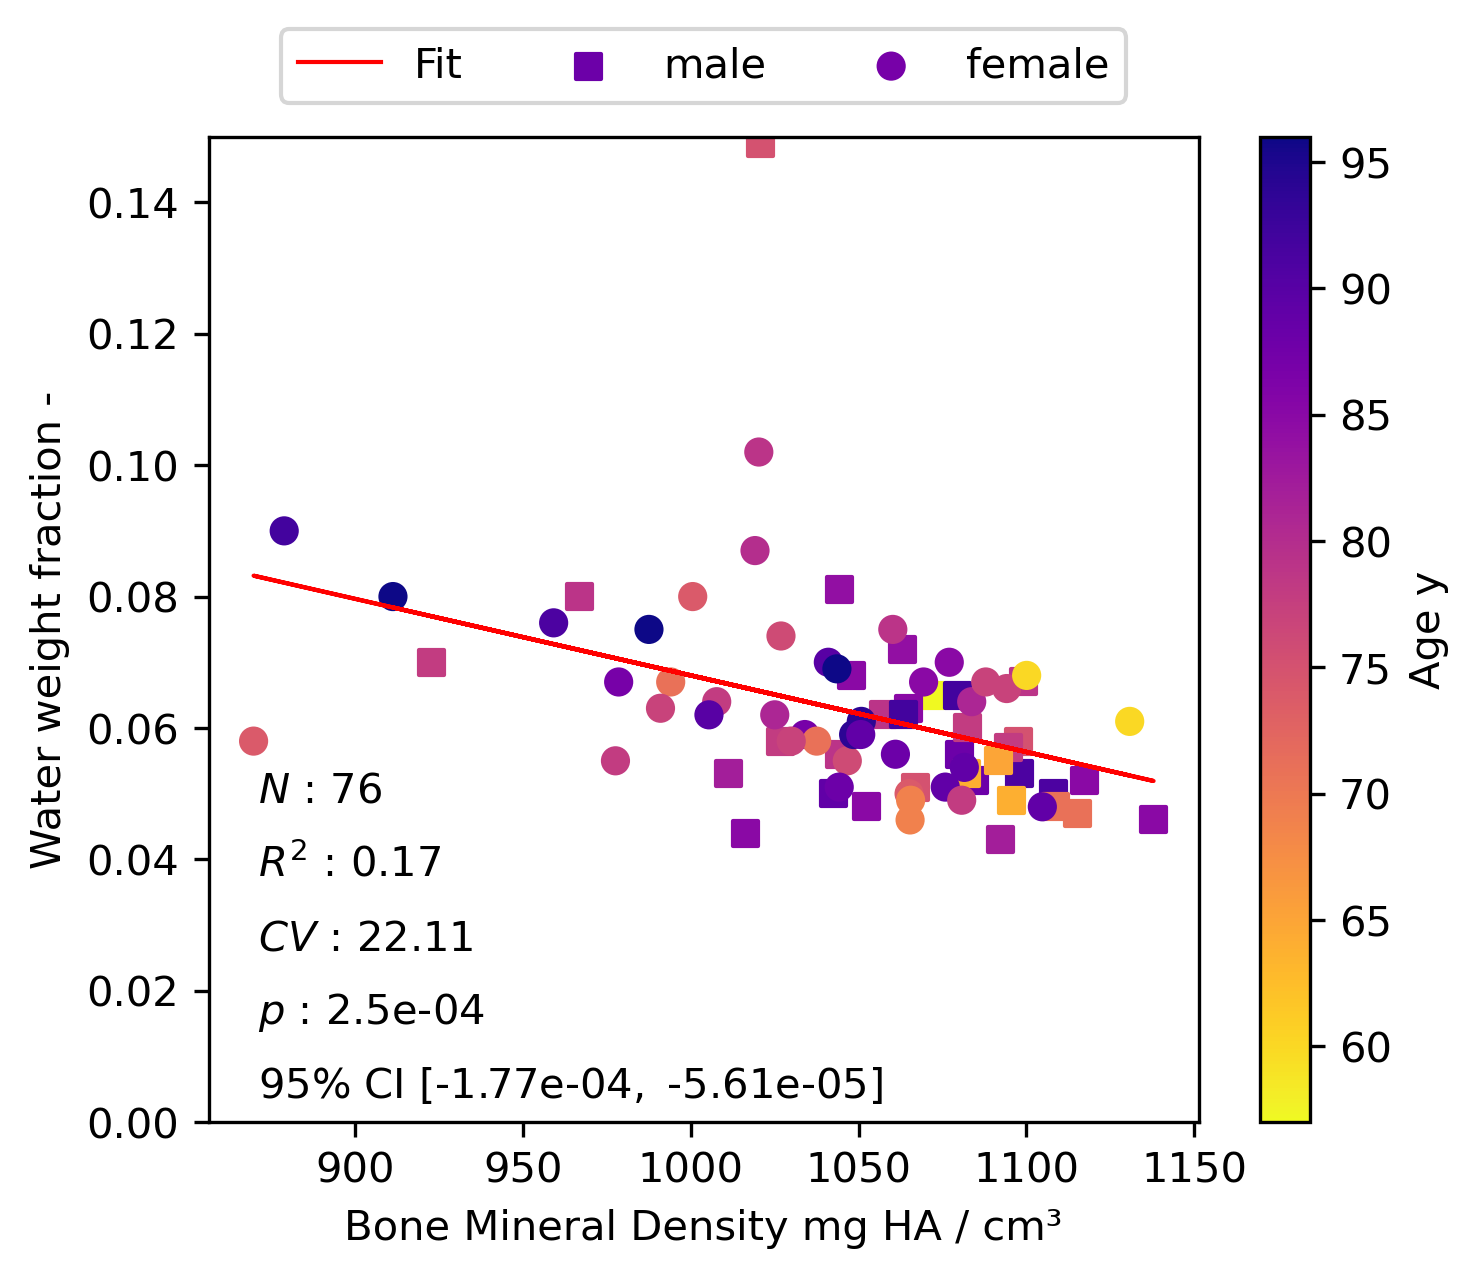 Fit male female
0.14
0.12
0.10
0.08
0.06
0.04
0.02
0.00
Water weight fraction -
N : 76
R² : 0.17
CV : 22.11
p : 2.5e-04
95% CI [-1.77e-04, -5.61e-05]
900 950 1000 1050 1100 1150
Bone Mineral Density mg HA / cm³
95
90
85
80
75
70
65
60
Age y